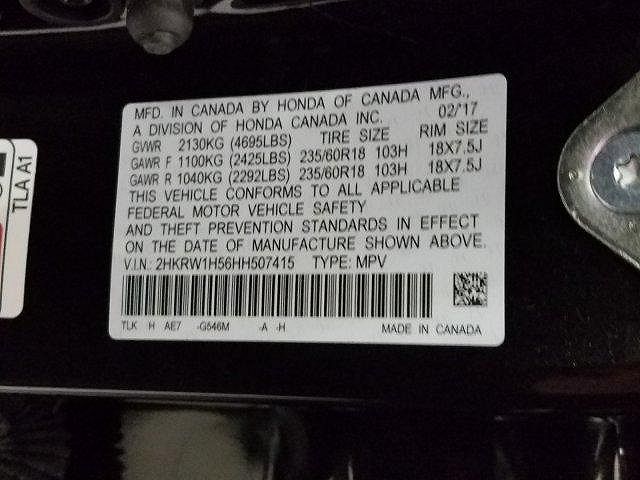 MFD. IN CANADA BY HONDA OF CANADA MFG.,
A DIVISION OF HONDA CANADA INC. 02/'17
GVWR 2130KG (4695LBS) TIRE SIZE RIM SIZE
GAWR F 1100KG (2425LBS) 235/60R18 103H 18X7.5J
GAWR R 1040KG (2292LBS) 235/60R18 103H 18X7.5J
THIS VEHICLE CONFORMS TO ALL APPLICABLE
FEDERAL MOTOR VEHICLE SAFETY
AND THEFT PREVENTION STANDARDS IN EFFECT
ON THE DATE OF MANUFACTURE SHOWN ABOVE.
V.I.N.: 2HKRW1H56HH507415 TYPE: MPV
TLK H AE7 -G546M -A -H MADE IN CANADA
TLA A1